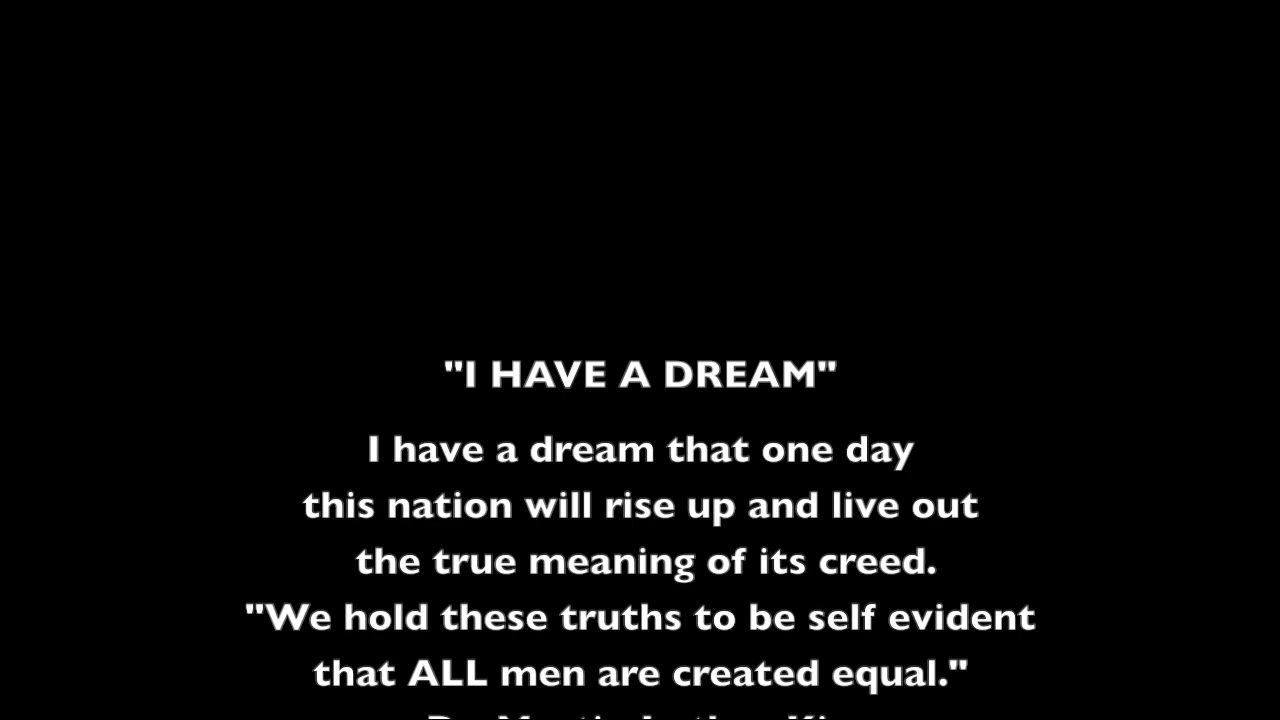 "I HAVE A DREAM"
I have a dream that one day
this nation will rise up and live out
the true meaning of its creed.
"We hold these truths to be self evident
that ALL men are created equal."